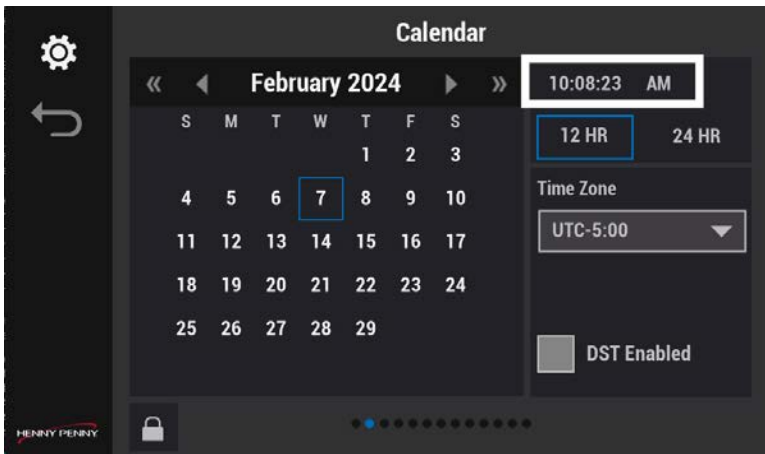 Calendar
« February 2024 »
10:08:23 AM
S M T W T F S
12 HR 24 HR
1 2 3
4 5 6 7 8 9 10
Time Zone
UTC-5:00
11 12 13 14 15 16 17
18 19 20 21 22 23 24
25 26 27 28 29
DST Enabled
HENNY PENNY